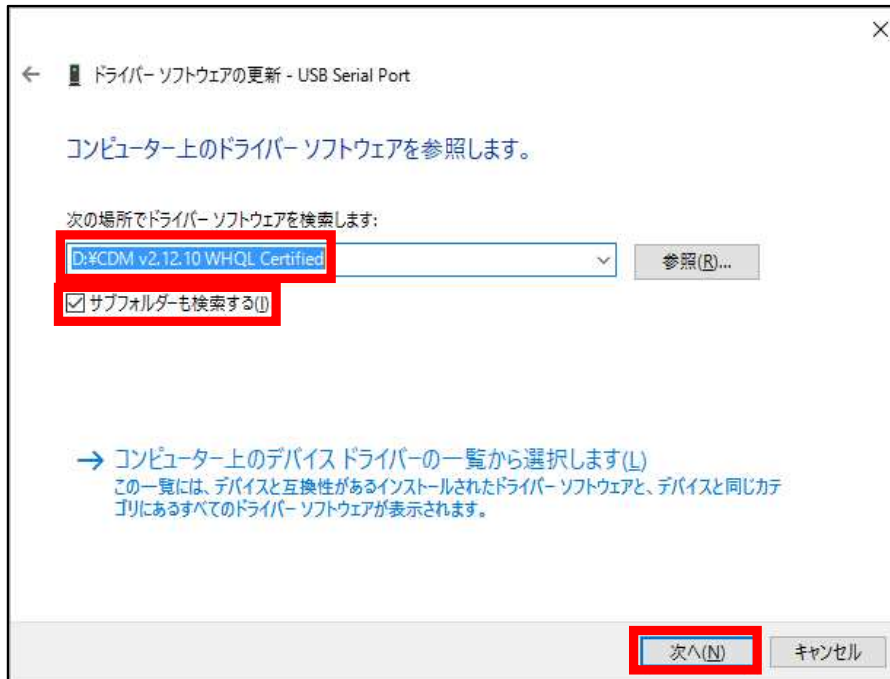 ドライバー ソフトウェアの更新 - USB Serial Port
コンピューター上のドライバー ソフトウェアを参照します。
次の場所でドライバー ソフトウェアを検索します:
D:¥CDM v2.12.10 WHQL Certified
参照(R)...
サブフォルダーも検索する(I)
コンピューター上のデバイス ドライバーの一覧から選択します(L)
この一覧には、デバイスと互換性があるインストールされたドライバー ソフトウェアと、デバイスと同じカテ
ゴリにあるすべてのドライバー ソフトウェアが表示されます。
次へ(N)
キャンセル